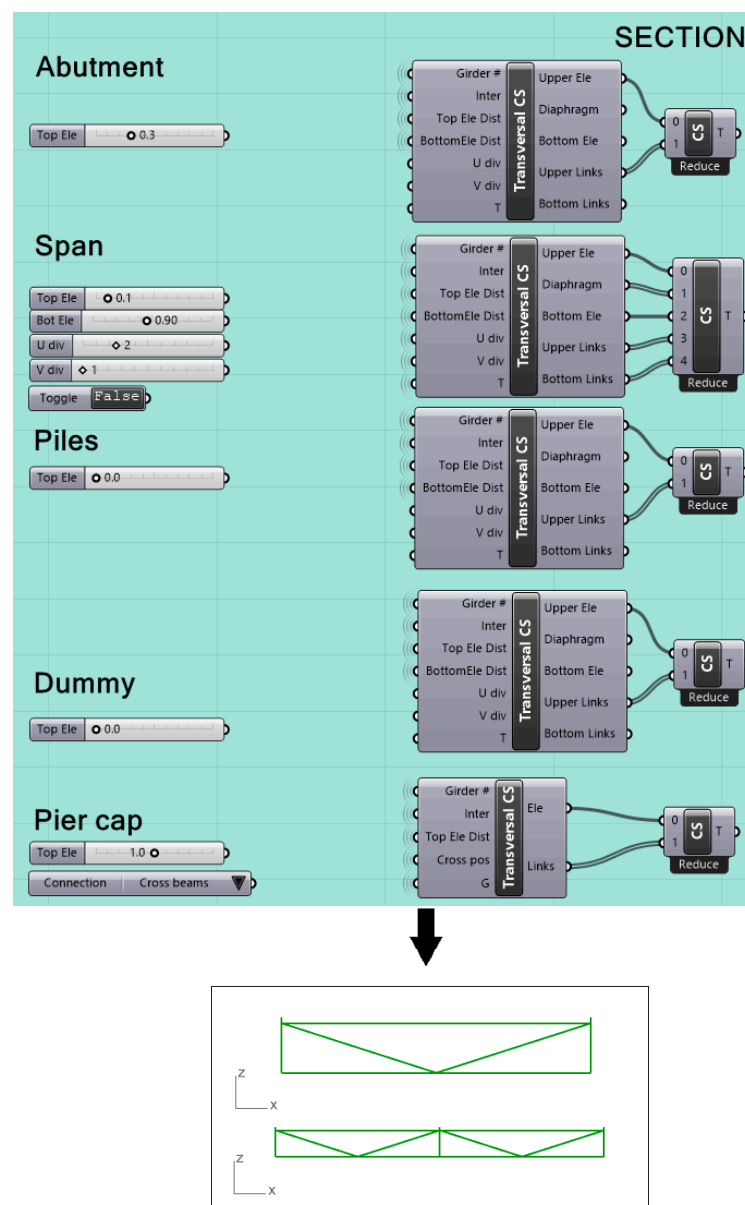 SECTION
Abutment
Top Ele 0.3
Girder #
Inter
Top Ele Dist
BottomEle Dist
U div
V div
T
Transversal CS
Upper Ele
Diaphragm
Bottom Ele
Upper Links
Bottom Links
0
1
CS
T
Reduce
Span
Top Ele 0.1
Bot Ele 0.90
U div 2
V div 1
Toggle False
Girder #
Inter
Top Ele Dist
BottomEle Dist
U div
V div
T
Transversal CS
Upper Ele
Diaphragm
Bottom Ele
Upper Links
Bottom Links
0
1
2
3
4
CS
T
Reduce
Piles
Top Ele 0.0
Girder #
Inter
Top Ele Dist
BottomEle Dist
U div
V div
T
Transversal CS
Upper Ele
Diaphragm
Bottom Ele
Upper Links
Bottom Links
0
1
CS
T
Reduce
Dummy
Top Ele 0.0
Girder #
Inter
Top Ele Dist
BottomEle Dist
U div
V div
T
Transversal CS
Upper Ele
Diaphragm
Bottom Ele
Upper Links
Bottom Links
0
1
CS
T
Reduce
Pier cap
Top Ele 1.0
Connection Cross beams
Girder #
Inter
Top Ele Dist
Cross pos
G
Transversal CS
Ele
Links
0
1
CS
T
Reduce
z
x
z
x